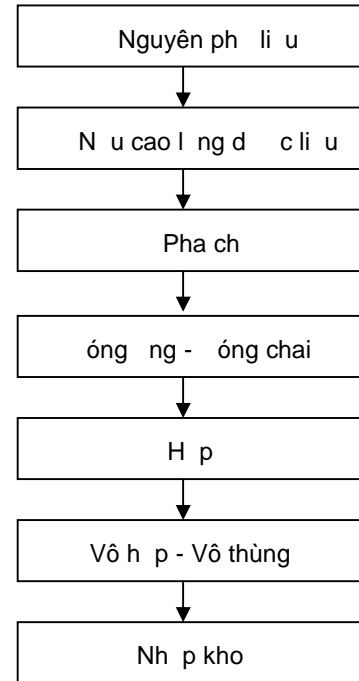 Nguyên ph li u
N u cao l ng d c li u
Pha ch
óng ng - óng chai
H p
Vô h p - Vô thùng
Nh p kho